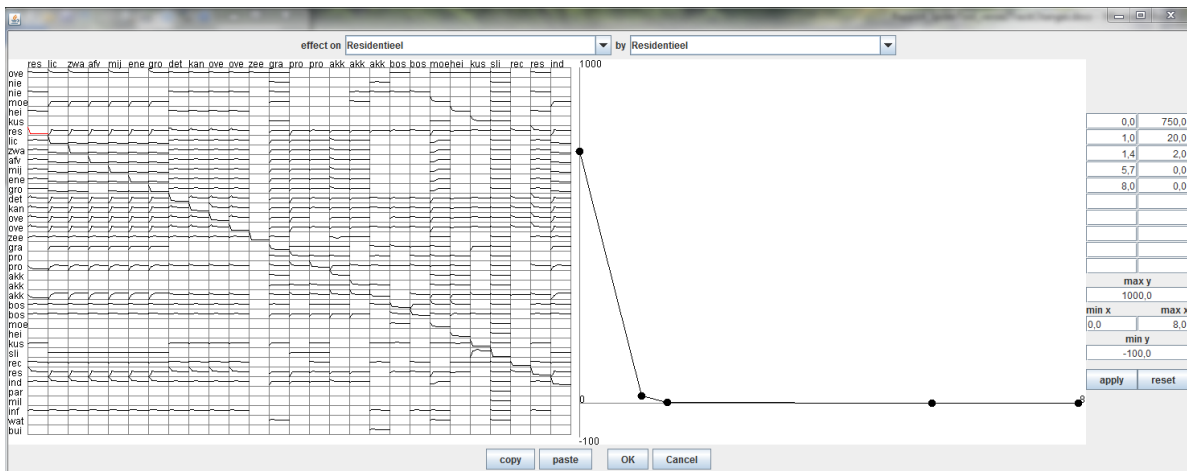 effect on Residentieel by Residentieel
res lic zwa afv mij ene gro det kan ove ove zee gra pro pro akk akk akk bos bos moe hei kus sli rec res ind
1000
ove
nie
nie
moe
hei
kus
res
lic
zwa
afv
mij
ene
gro
det
kan
ove
ove
zee
gra
pro
pro
akk
akk
akk
bos
bos
moe
hei
kus
sli
rec
res
ind
par
mil
inf
wat
bui
0 8
-100
0,0 750,0
1,0 20,0
1,4 2,0
5,7 0,0
8,0 0,0
max y
1000,0
min x max x
0,0 8,0
min y
-100,0
apply reset
copy paste OK Cancel